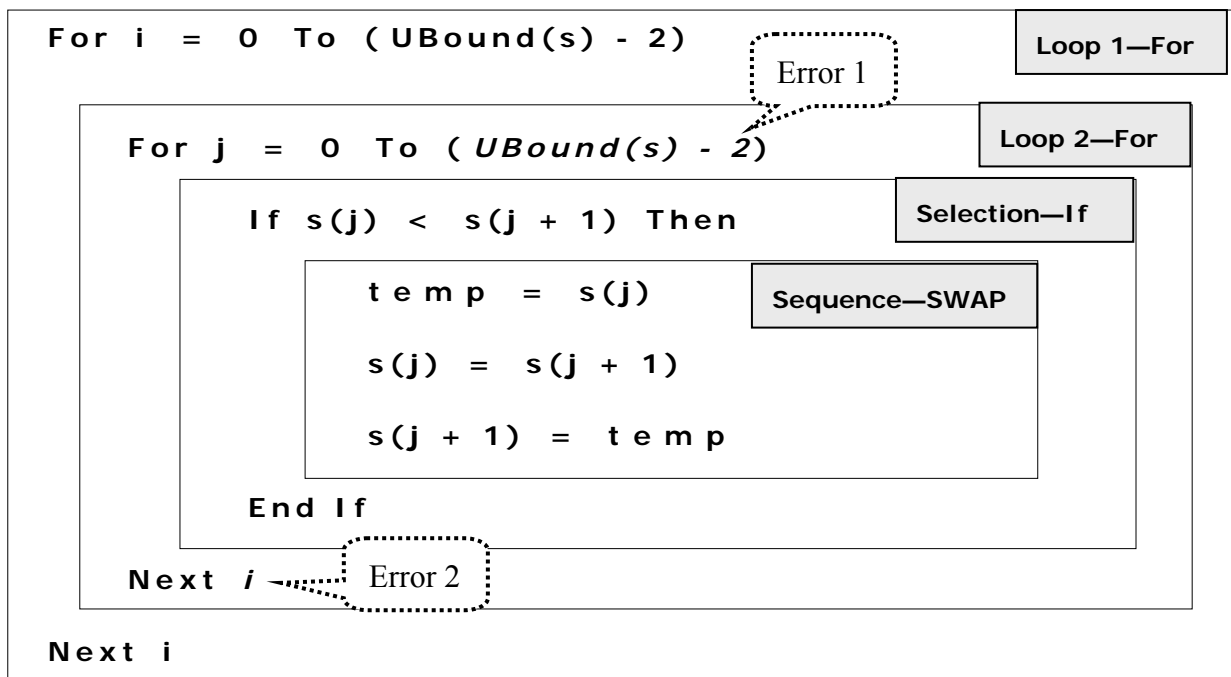 For i = 0 To (UBound(s) - 2)
Loop 1—For
Error 1
For j = 0 To (UBound(s) - 2)
Loop 2—For
If s(j) < s(j + 1) Then
Selection—If
temp = s(j)
Sequence—SWAP
s(j) = s(j + 1)
s(j + 1) = temp
End If
Next i
Error 2
Next i